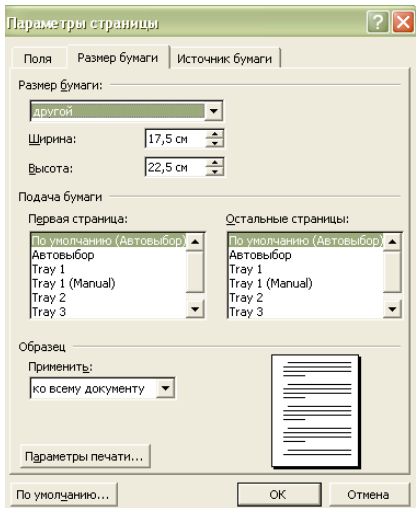 Параметры страницы
Поля Размер бумаги Источник бумаги
Размер бумаги:
другой
Ширина: 17,5 см
Высота: 22,5 см
Подача бумаги
Первая страница: Остальные страницы:
По умолчанию (Автовыбор) По умолчанию (Автовыбор)
Автовыбор Автовыбор
Tray 1 Tray 1
Tray 1 (Manual) Tray 1 (Manual)
Tray 2 Tray 2
Tray 3 Tray 3
Образец
Применить:
ко всему документу
Параметры печати...
По умолчанию... OK Отмена